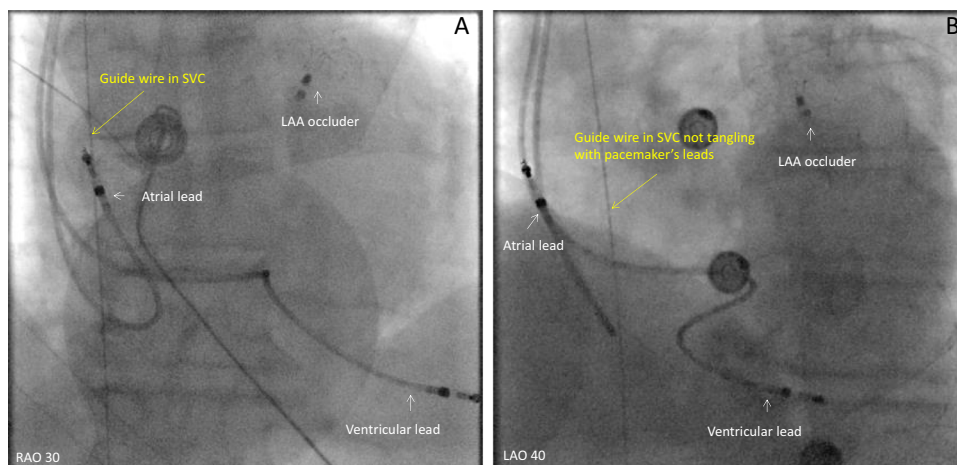 A
Guide wire in SVC
LAA occluder
Atrial lead
Ventricular lead
RAO 30
B
Guide wire in SVC not tangling
with pacemaker's leads
LAA occluder
Atrial lead
Ventricular lead
LAO 40